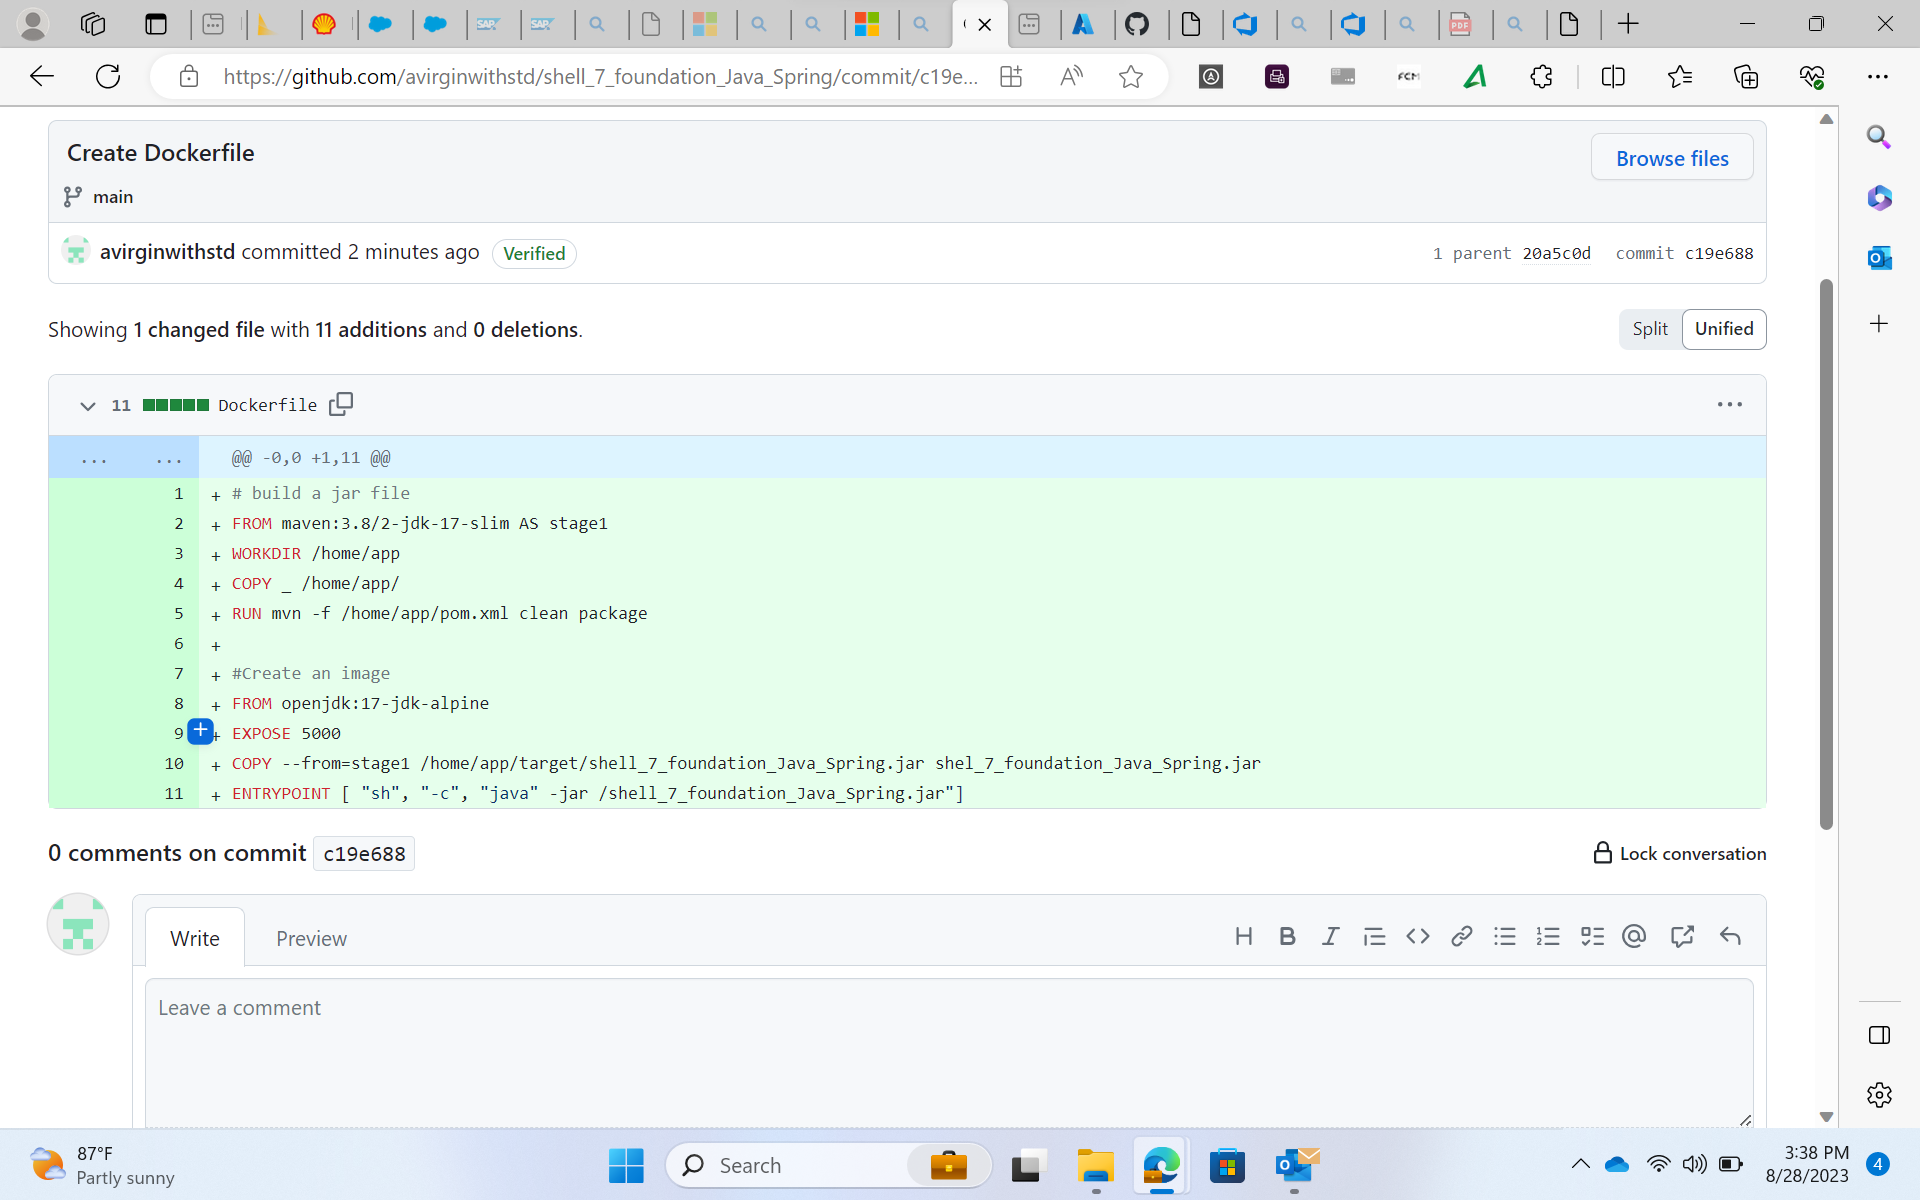 https://github.com/avirginwithstd/shell_7_foundation_Java_Spring/commit/c19e...
Create Dockerfile
Browse files
main
avirginwithstd committed 2 minutes ago Verified
1 parent 20a5c0d commit c19e688
Showing 1 changed file with 11 additions and 0 deletions.
Split Unified
11 Dockerfile
... ... @@ -0,0 +1,11 @@
1 + # build a jar file
2 + FROM maven:3.8/2-jdk-17-slim AS stage1
3 + WORKDIR /home/app
4 + COPY _ /home/app/
5 + RUN mvn -f /home/app/pom.xml clean package
6 +
7 + #Create an image
8 + FROM openjdk:17-jdk-alpine
9 + EXPOSE 5000
10 + COPY --from=stage1 /home/app/target/shell_7_foundation_Java_Spring.jar shel_7_foundation_Java_Spring.jar
11 + ENTRYPOINT [ "sh", "-c", "java" -jar /shell_7_foundation_Java_Spring.jar"]
0 comments on commit c19e688
Lock conversation
Write Preview
Leave a comment
87°F
Partly sunny
Search
3:38 PM
8/28/2023
4